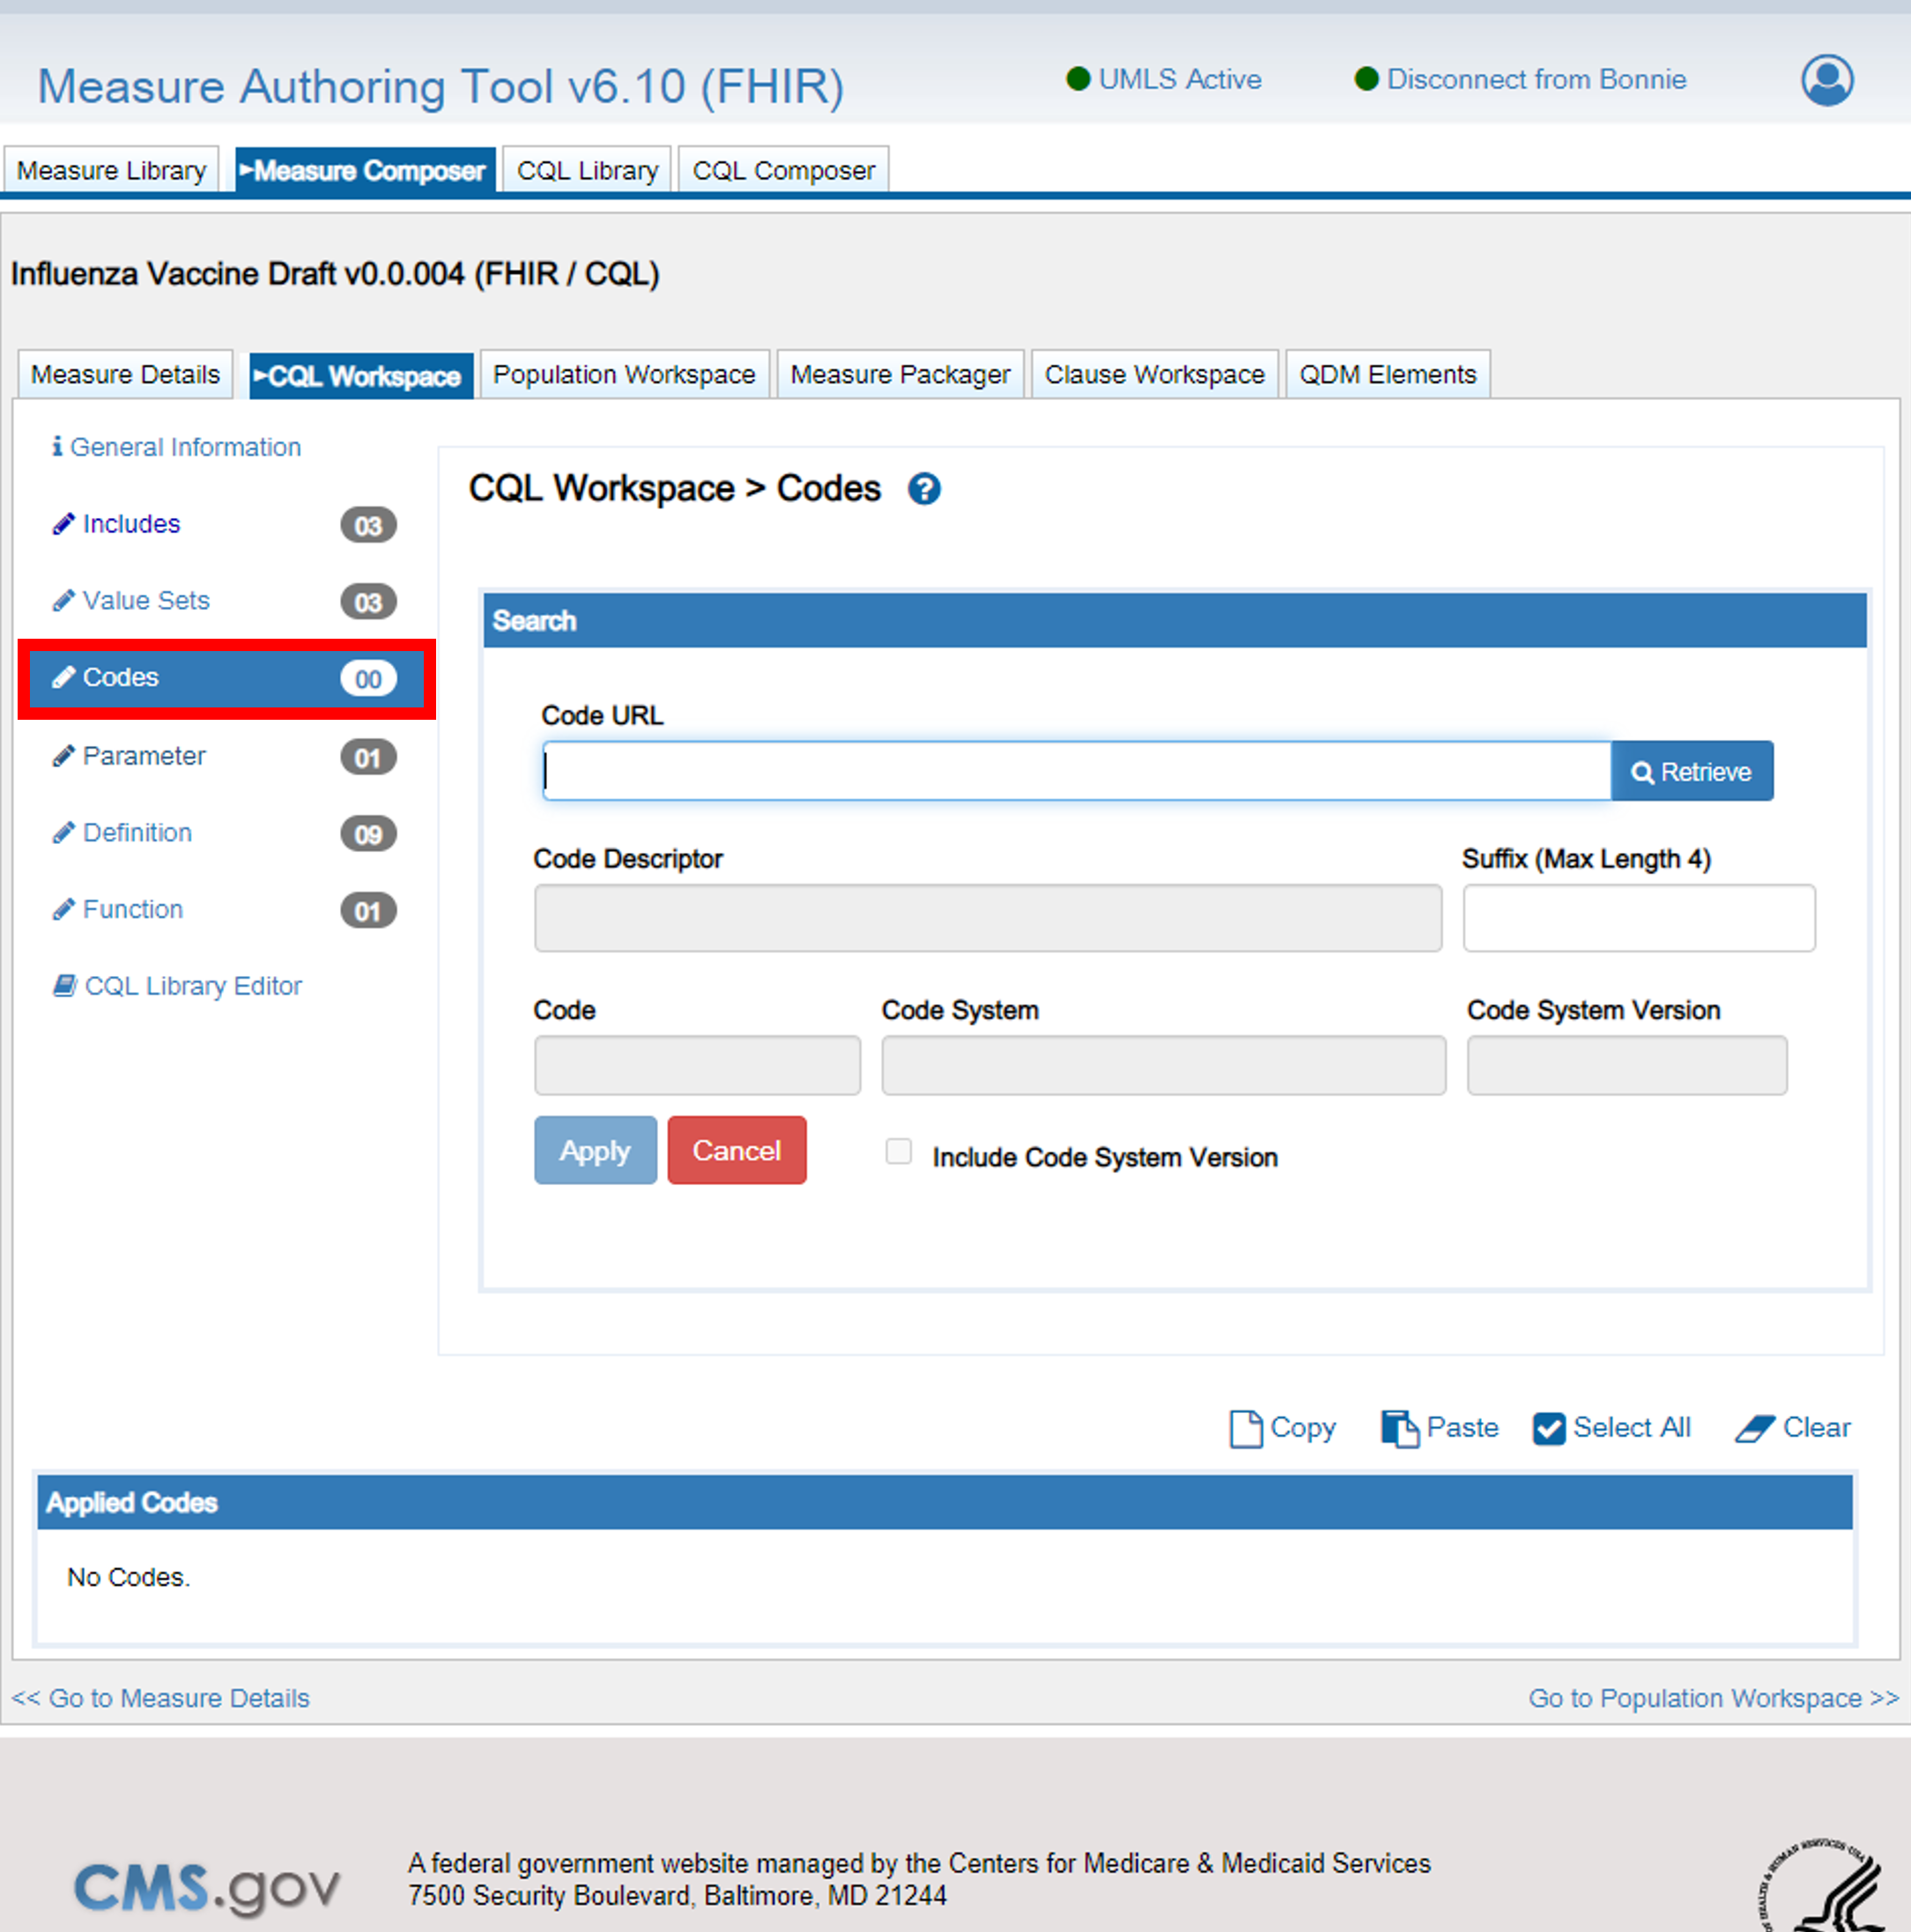 Measure Authoring Tool v6.10 (FHIR)
UMLS Active
Disconnect from Bonnie
Measure Library
►Measure Composer
CQL Library
CQL Composer
Influenza Vaccine Draft v0.0.004 (FHIR / CQL)
Measure Details
►CQL Workspace
Population Workspace
Measure Packager
Clause Workspace
QDM Elements
General Information
Includes 03
Value Sets 03
Codes 00
Parameter 01
Definition 09
Function 01
CQL Library Editor
CQL Workspace > Codes
Search
Code URL
Retrieve
Code Descriptor
Suffix (Max Length 4)
Code
Code System
Code System Version
Apply
Cancel
Include Code System Version
Copy
Paste
Select All
Clear
Applied Codes
No Codes.
<< Go to Measure Details
Go to Population Workspace >>
CMS.gov
A federal government website managed by the Centers for Medicare & Medicaid Services
7500 Security Boulevard, Baltimore, MD 21244
HEALTH & HUMAN SERVICES·USA